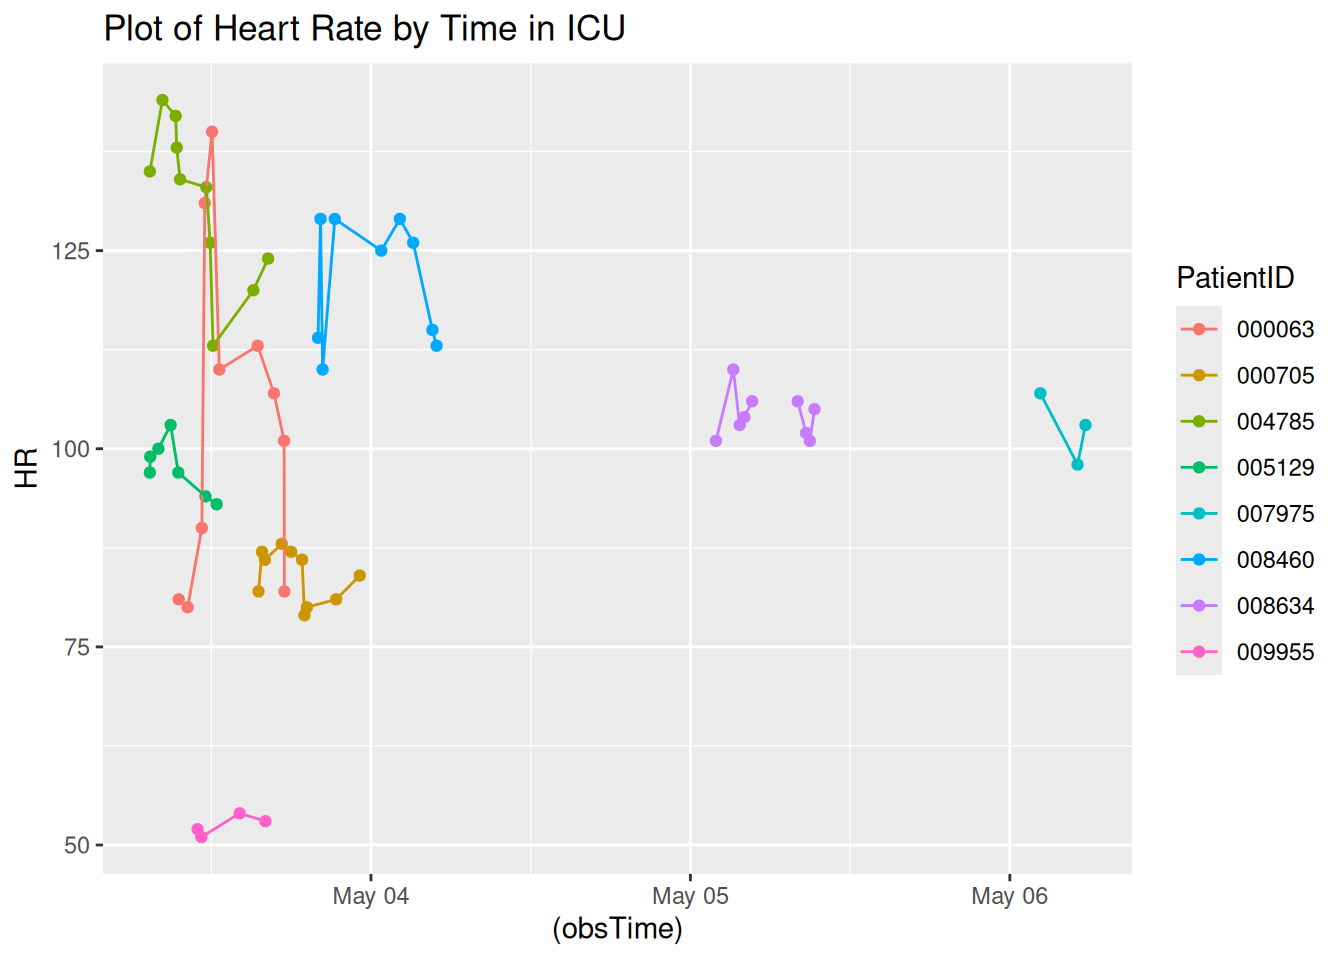 Plot of Heart Rate by Time in ICU
HR
125
100
75
50
May 04
May 05
May 06
(obsTime)
PatientID
000063
000705
004785
005129
007975
008460
008634
009955